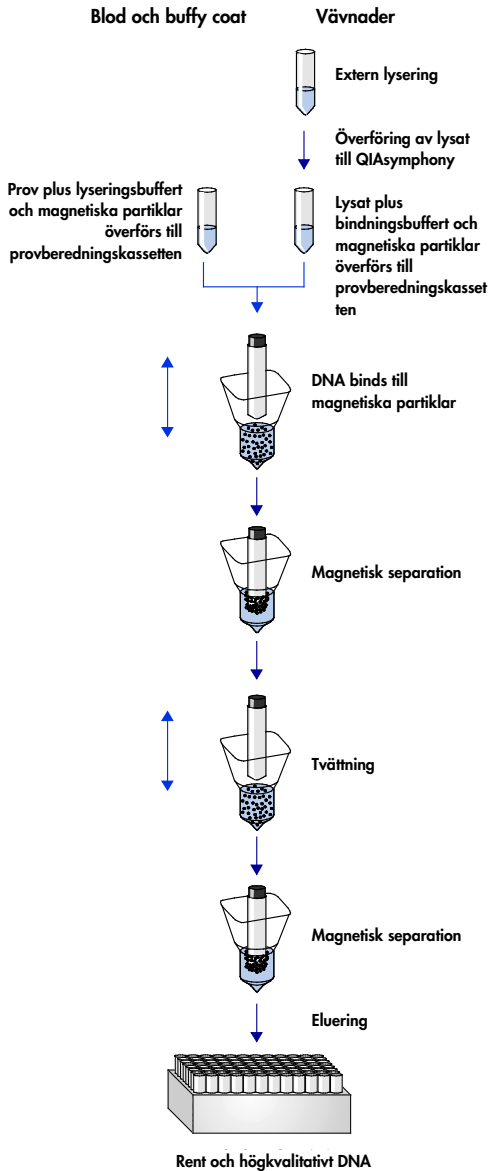 Blod och buffy coat
Vävnader
Extern lysering
Överföring av lysat
till QIAsymphony
Prov plus lyseringsbuffert
och magnetiska partiklar
överförs till
provberedningskassetten
Lysat plus
bindningsbuffert och
magnetiska partiklar
överförs till
provberedningskasset
ten
DNA binds till
magnetiska partiklar
Magnetisk separation
Tvättning
Magnetisk separation
Eluering
Rent och högkvalitativt DNA